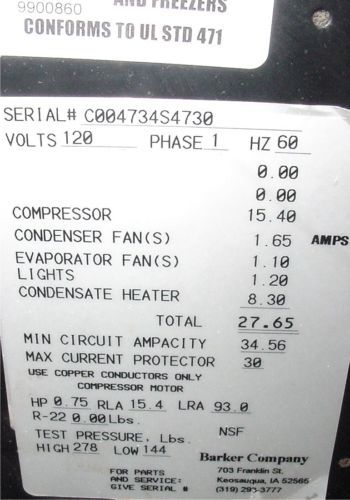 AND FREEZERS
9900860
CONFORMS TO UL STD 471
SERIAL# C004734S4730
VOLTS 120 PHASE 1 HZ 60
0.00
0.00
COMPRESSOR 15.40
CONDENSER FAN(S) 1.65 AMPS
EVAPORATOR FAN(S) 1.10
LIGHTS 1.20
CONDENSATE HEATER 8.30
TOTAL 27.65
MIN CIRCUIT AMPACITY 34.56
MAX CURRENT PROTECTOR 30
USE COPPER CONDUCTORS ONLY
COMPRESSOR MOTOR
HP 0.75 RLA 15.4 LRA 93.0
R-22 0.00 Lbs.
TEST PRESSURE, Lbs. NSF
HIGH 278 LOW 144
Barker Company
703 Franklin St.
Keosauqua, IA 52565
(319) 293-3777
FOR PARTS
AND SERVICE:
GIVE SERIAL #